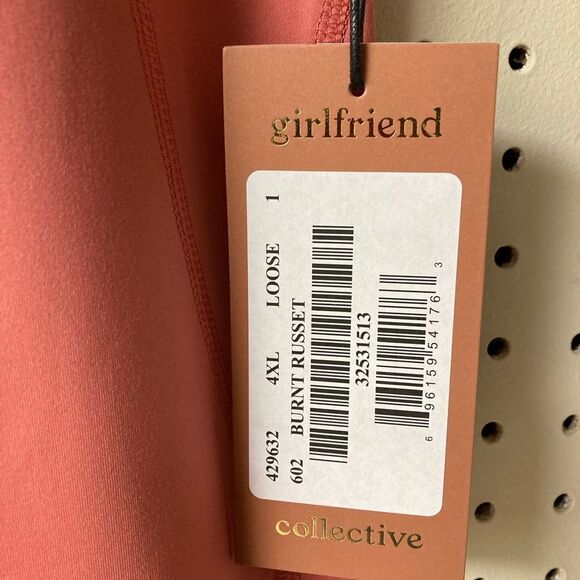 girlfriend
429632 4XL LOOSE 1
602 BURNT RUSSET
32531513
6 96159 54176 3
collective